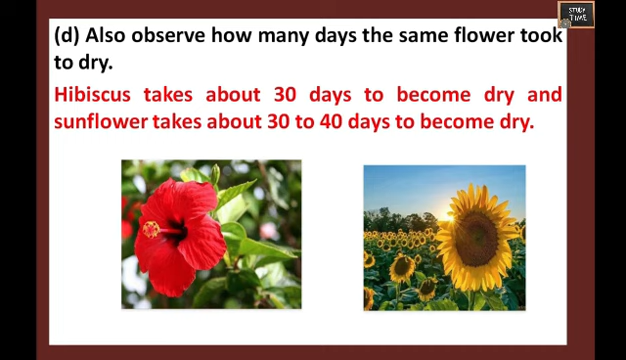 STUDY
TIME
(d) Also observe how many days the same flower took
to dry.
Hibiscus takes about 30 days to become dry and
sunflower takes about 30 to 40 days to become dry.